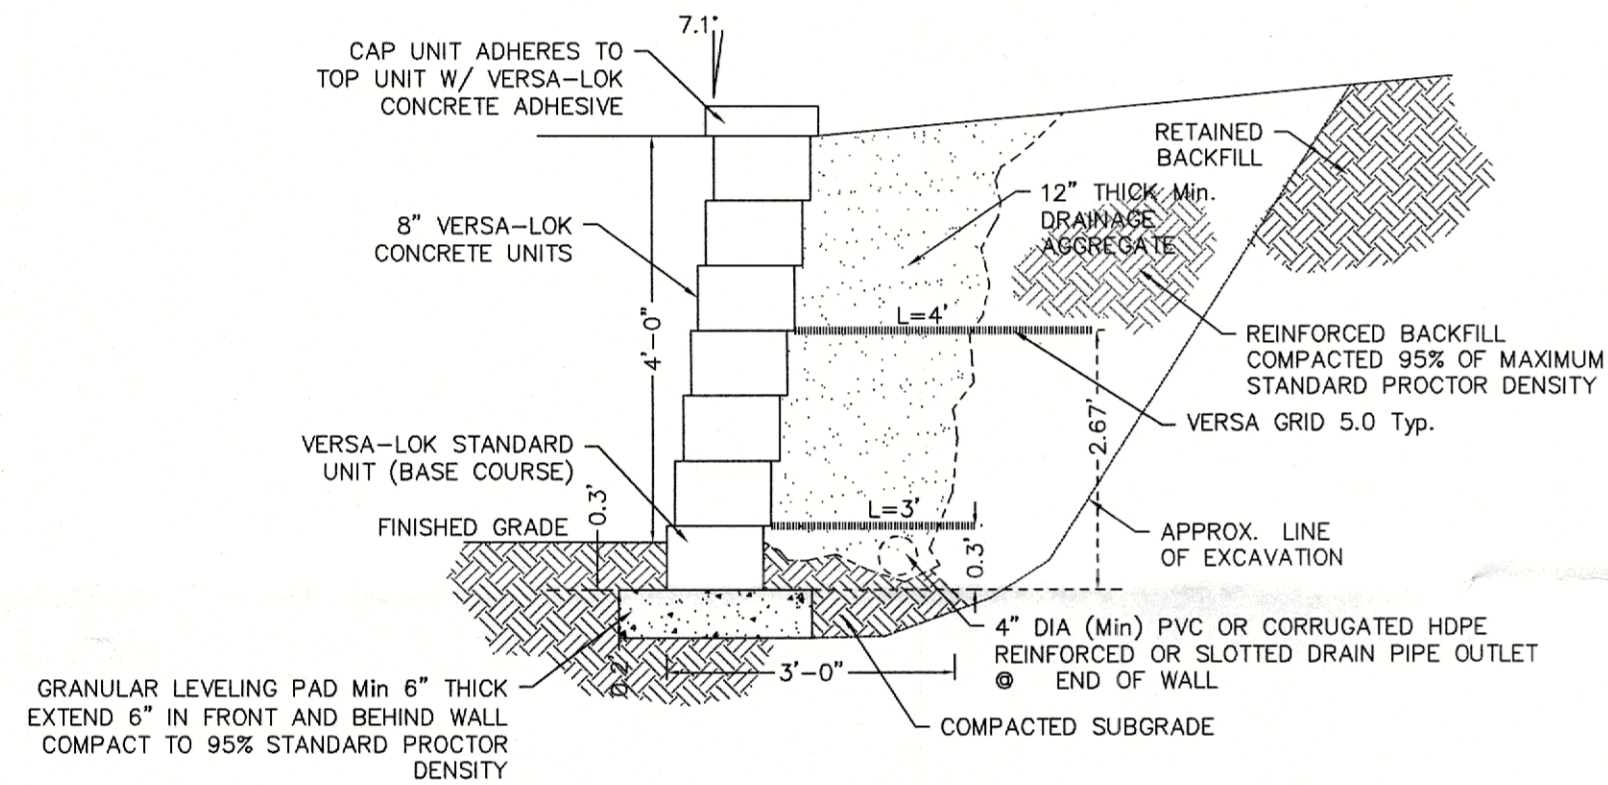 7.1°
CAP UNIT ADHERES TO
TOP UNIT W/ VERSA-LOK
CONCRETE ADHESIVE
RETAINED
BACKFILL
12" THICK Min.
DRAINAGE
AGGREGATE
8" VERSA-LOK
CONCRETE UNITS
4'-0"
L=4'
REINFORCED BACKFILL
COMPACTED 95% OF MAXIMUM
STANDARD PROCTOR DENSITY
VERSA GRID 5.0 Typ.
2.67'
VERSA-LOK STANDARD
UNIT (BASE COURSE)
0.3'
L=3'
FINISHED GRADE
APPROX. LINE
OF EXCAVATION
0.3'
4" DIA (Min) PVC OR CORRUGATED HDPE
REINFORCED OR SLOTTED DRAIN PIPE OUTLET
@ END OF WALL
0.2'
3'-0"
GRANULAR LEVELING PAD Min 6" THICK
EXTEND 6" IN FRONT AND BEHIND WALL
COMPACT TO 95% STANDARD PROCTOR
DENSITY
COMPACTED SUBGRADE